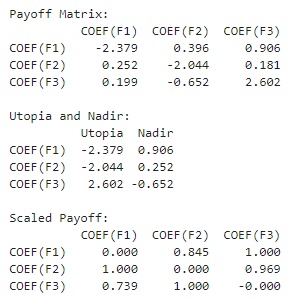 Payoff Matrix:
COEF(F1) COEF(F2) COEF(F3)
COEF(F1) -2.379 0.396 0.906
COEF(F2) 0.252 -2.044 0.181
COEF(F3) 0.199 -0.652 2.602
Utopia and Nadir:
Utopia Nadir
COEF(F1) -2.379 0.906
COEF(F2) -2.044 0.252
COEF(F3) 2.602 -0.652
Scaled Payoff:
COEF(F1) COEF(F2) COEF(F3)
COEF(F1) 0.000 0.845 1.000
COEF(F2) 1.000 0.000 0.969
COEF(F3) 0.739 1.000 -0.000